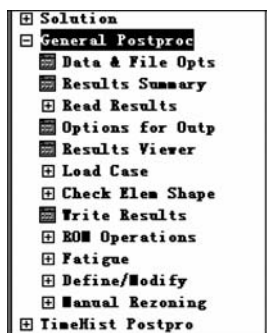 Solution
General Postproc
Data & File Opts
Results Summary
Read Results
Options for Outp
Results Viewer
Load Case
Check Elem Shape
Write Results
ROM Operations
Fatigue
Define/Modify
Manual Rezoning
TimeHist Postpro